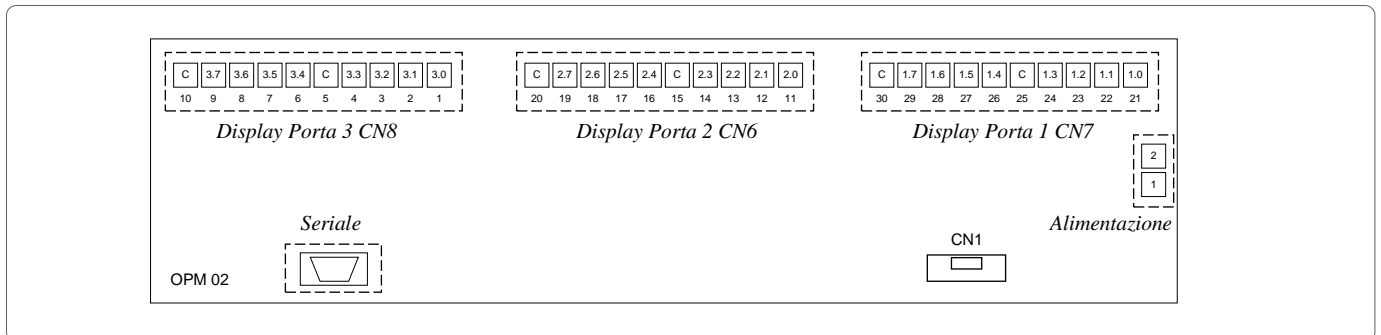 C 3.7 3.6 3.5 3.4 C 3.3 3.2 3.1 3.0
10 9 8 7 6 5 4 3 2 1
Display Porta 3 CN8
C 2.7 2.6 2.5 2.4 C 2.3 2.2 2.1 2.0
20 19 18 17 16 15 14 13 12 11
Display Porta 2 CN6
C 1.7 1.6 1.5 1.4 C 1.3 1.2 1.1 1.0
30 29 28 27 26 25 24 23 22 21
Display Porta 1 CN7
2
1
Alimentazione
Seriale
CN1
OPM 02